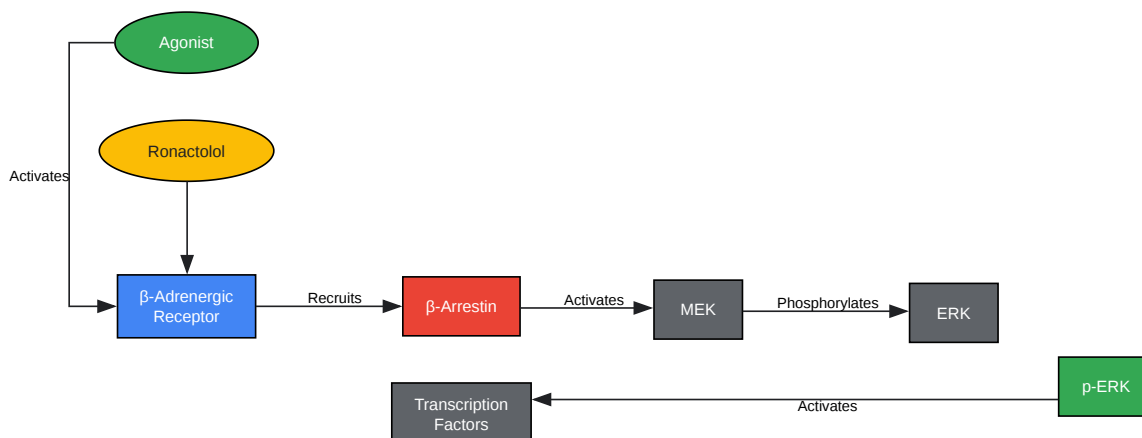 Agonist
Ronactolol
Activates
β-Adrenergic
Receptor
Recruits
β-Arrestin
Activates
MEK
Phosphorylates
ERK
p-ERK
Activates
Transcription
Factors